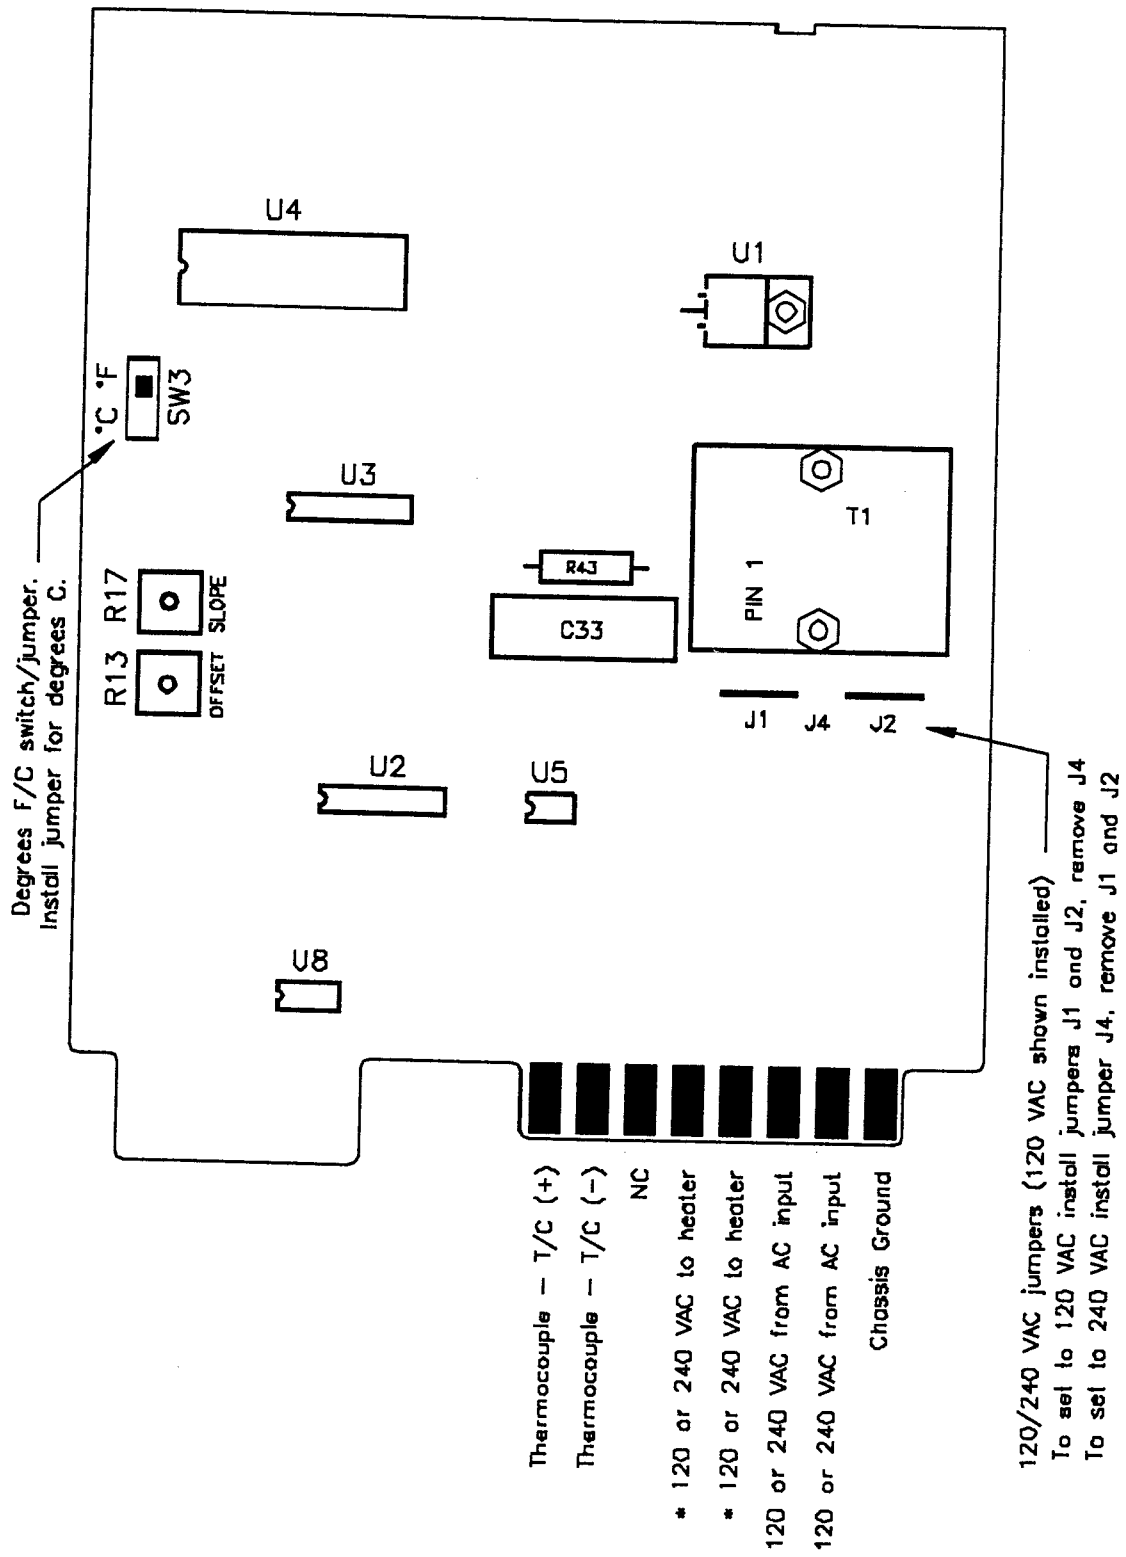 Degrees F/C switch/jumper.
Install jumper for degrees C.
U4
U1
°C °F
SW3
U3
T1
R43
PIN 1
R17
SLOPE
C33
R13
OFFSET
J1
J4
J2
U2
U5
U8
Thermocouple – T/C (+)
Thermocouple – T/C (–)
NC
* 120 or 240 VAC to heater
* 120 or 240 VAC to heater
120 or 240 VAC from AC input
120 or 240 VAC from AC input
Chassis Ground
120/240 VAC jumpers (120 VAC shown installed)
To set to 120 VAC install jumpers J1 and J2, remove J4
To set to 240 VAC install jumper J4, remove J1 and J2